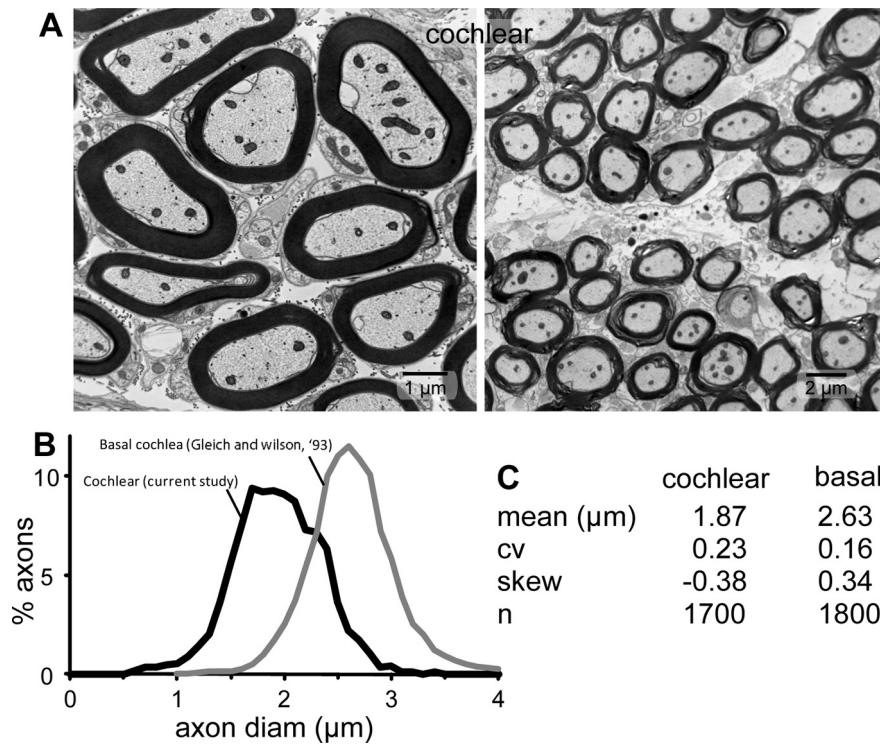 A
cochlear
1 μm
2 μm
B
Basal cochlea (Gleich and wilson, ‘93)
Cochlear (current study)
10
5
0
% axons
0 1 2 3 4
axon diam (μm)
C cochlear basal
mean (μm) 1.87 2.63
cv 0.23 0.16
skew -0.38 0.34
n 1700 1800